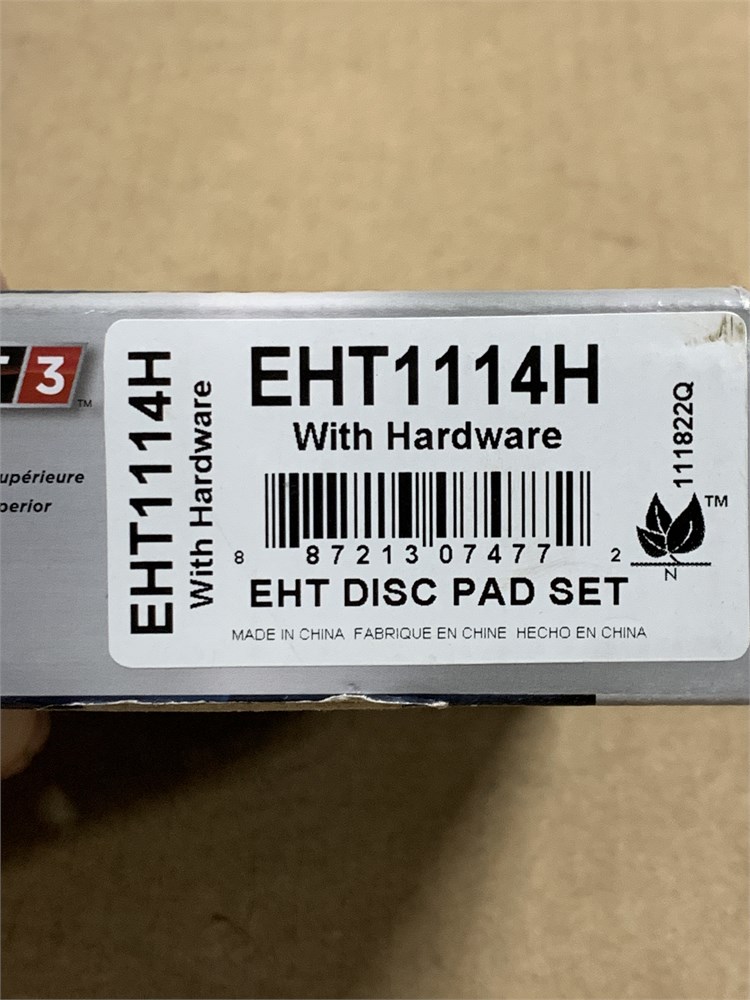 3
TM
upérieure
perior
EHT1114H
With Hardware
EHT1114H
With Hardware
8 87213 07477 2
EHT DISC PAD SET
MADE IN CHINA FABRIQUE EN CHINE HECHO EN CHINA
111822Q
TM
N